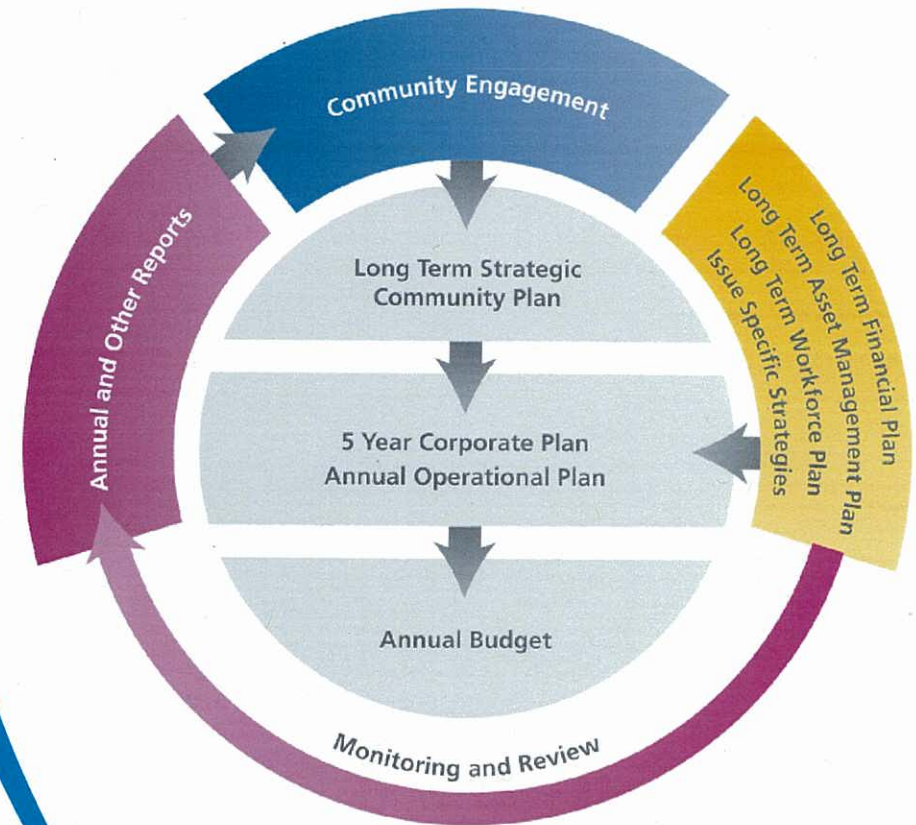 Community Engagement
Annual and Other Reports
Long Term Financial Plan
Long Term Asset Management Plan
Long Term Workforce Plan
Issue Specific Strategies
Long Term Strategic
Community Plan
5 Year Corporate Plan
Annual Operational Plan
Annual Budget
Monitoring and Review